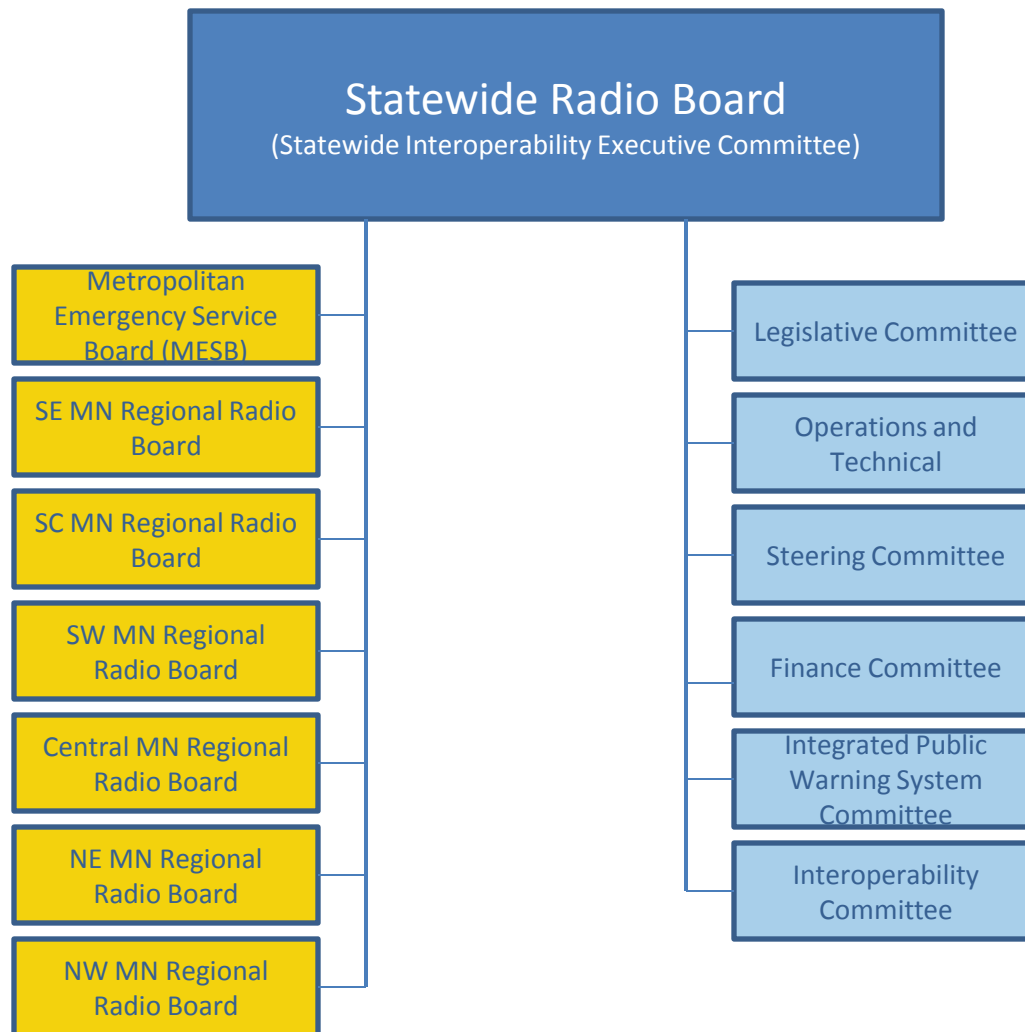 Statewide Radio Board
(Statewide Interoperability Executive Committee)
Metropolitan
Emergency Service
Board (MESB)
SE MN Regional Radio
Board
SC MN Regional Radio
Board
SW MN Regional
Radio Board
Central MN Regional
Radio Board
NE MN Regional
Radio Board
NW MN Regional
Radio Board
Legislative Committee
Operations and
Technical
Steering Committee
Finance Committee
Integrated Public
Warning System
Committee
Interoperability
Committee